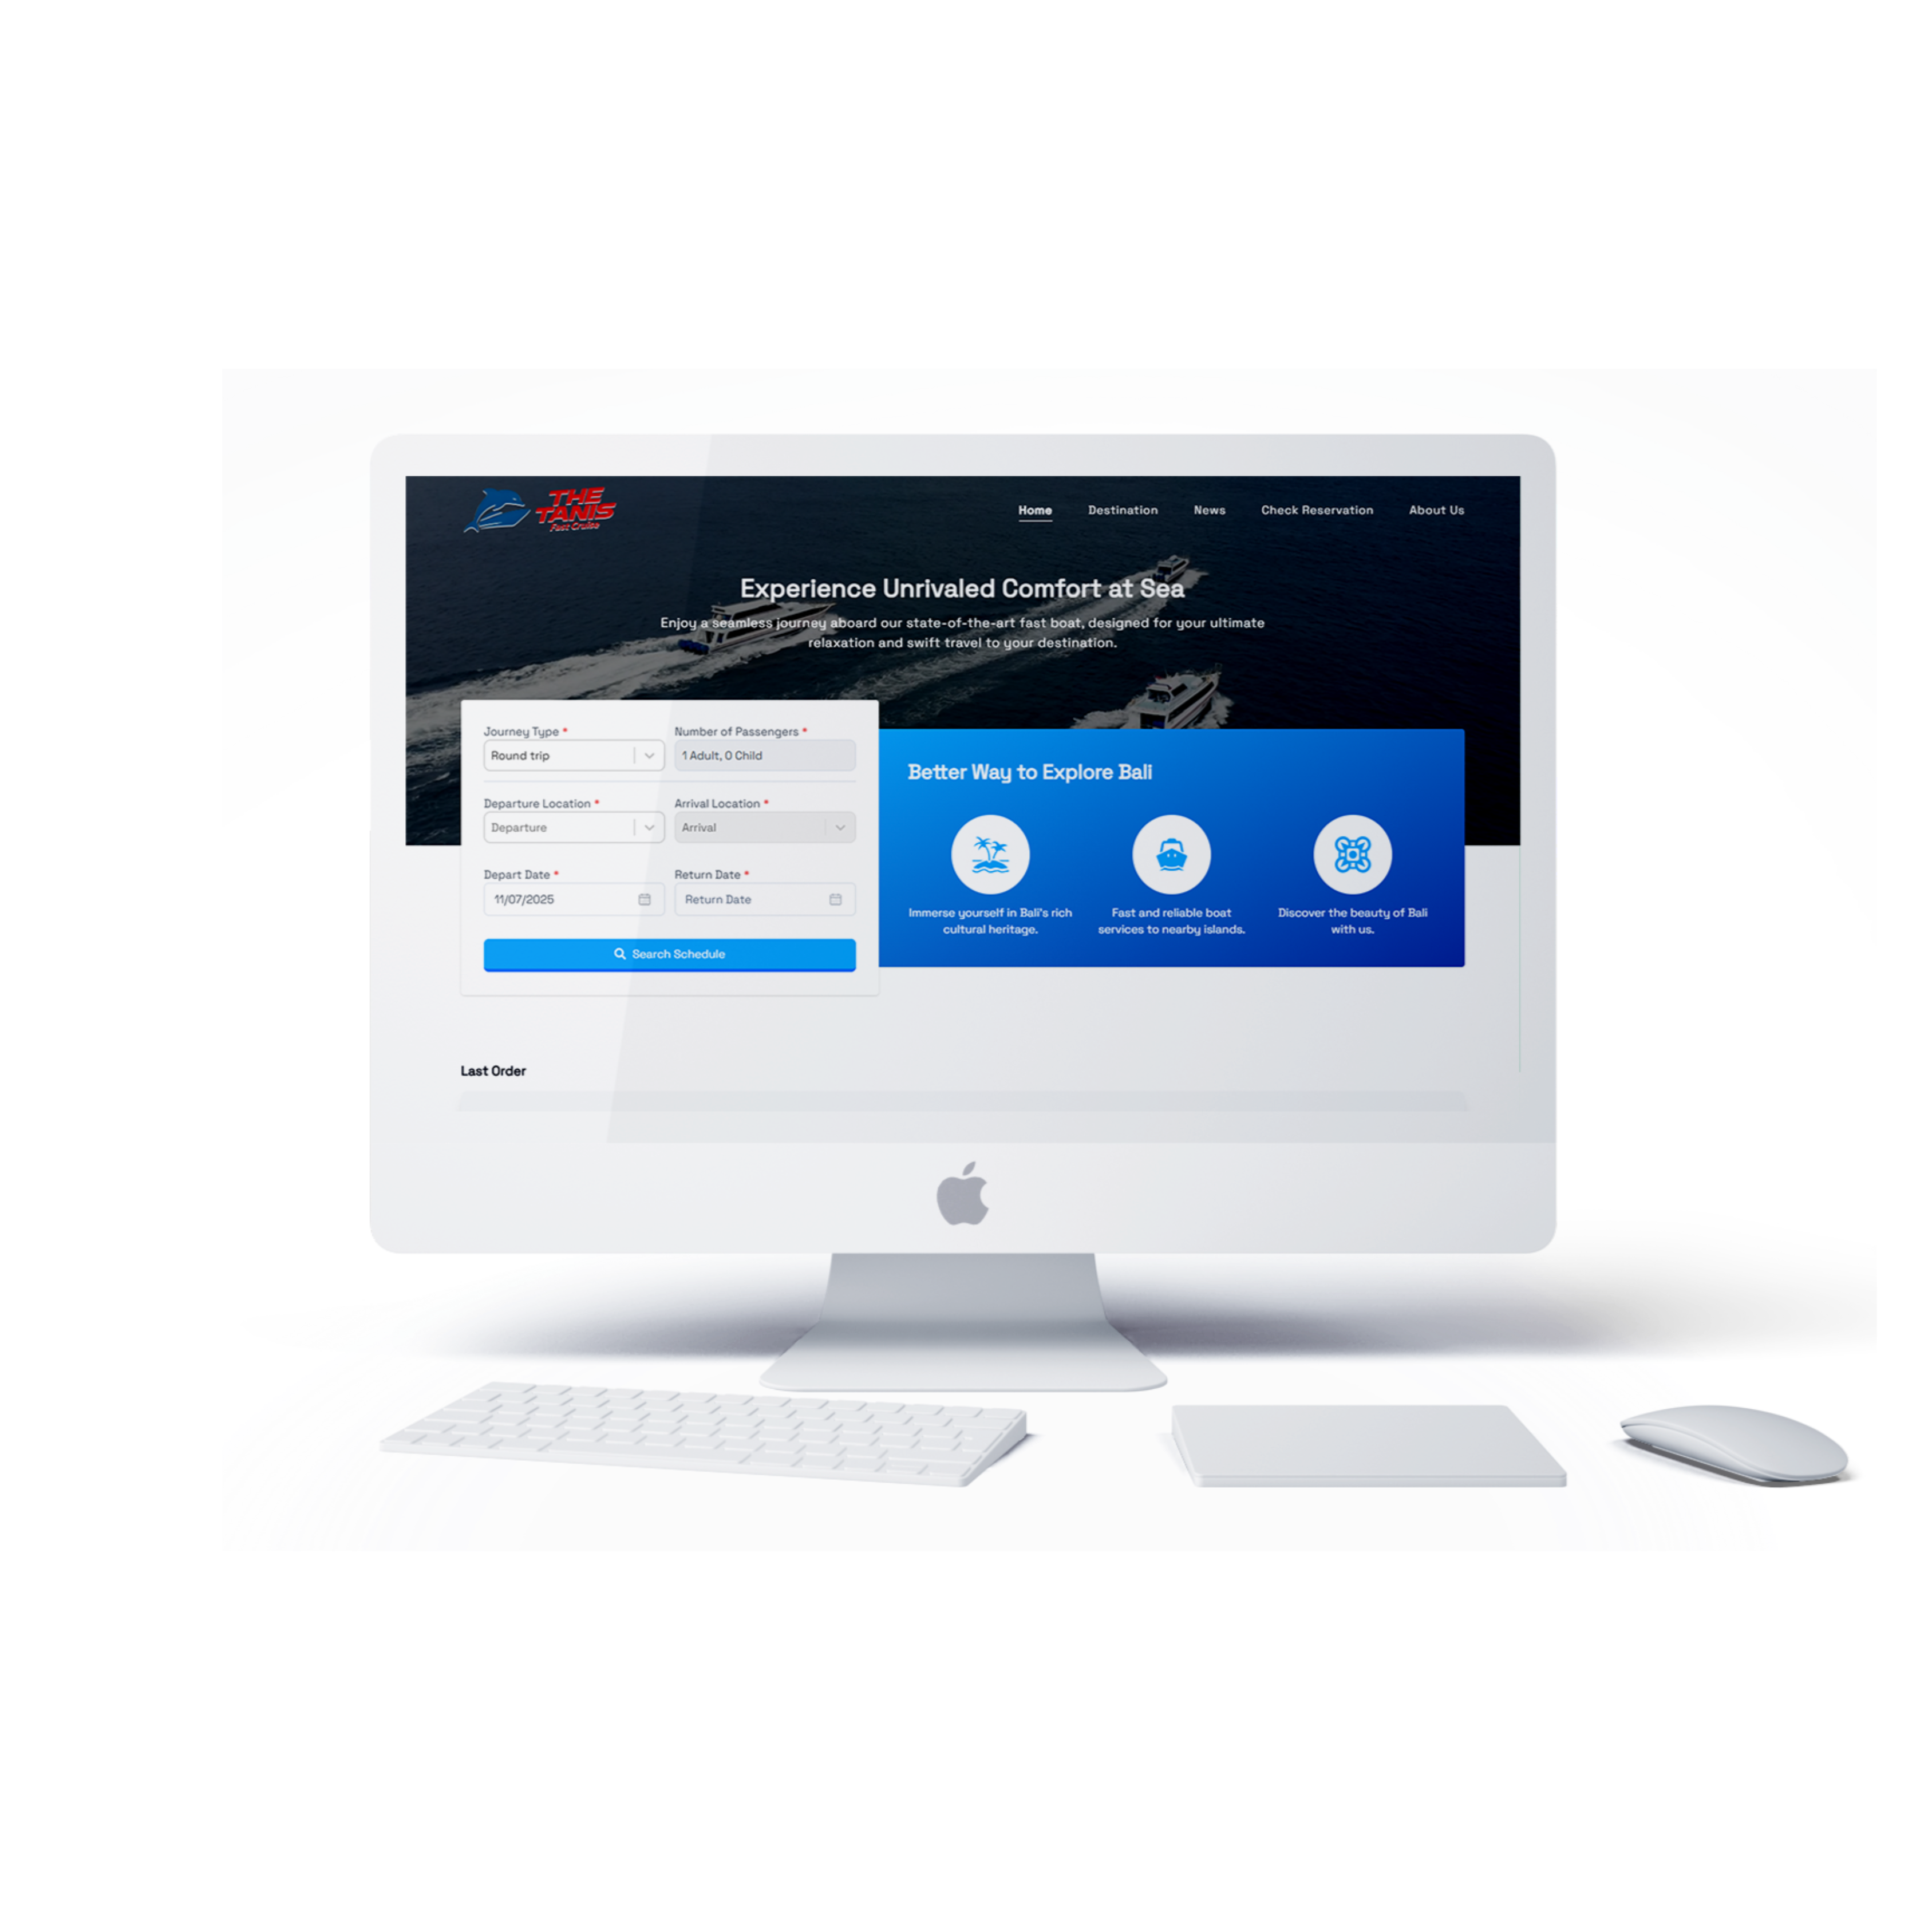 THE
TANIS
Fast Cruise
Home Destination News Check Reservation About Us
Experience Unrivaled Comfort at Sea
Enjoy a seamless journey aboard our state-of-the-art fast boat, designed for your ultimate
relaxation and swift travel to your destination.
Journey Type * Number of Passengers *
Round trip 1 Adult, 0 Child
Departure Location * Arrival Location *
Departure Arrival
Depart Date * Return Date *
11/07/2025 Return Date
Search Schedule
Better Way to Explore Bali
Immerse yourself in Bali's rich
cultural heritage.
Fast and reliable boat
services to nearby islands.
Discover the beauty of Bali
with us.
Last Order